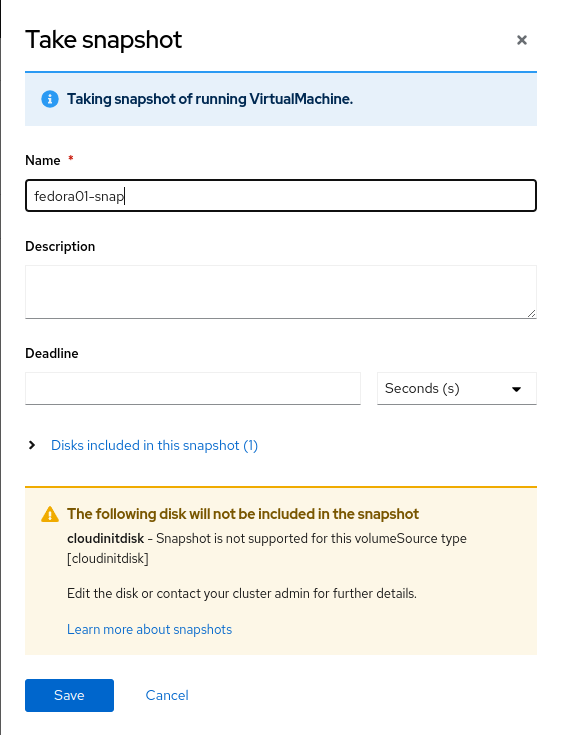 Take snapshot
Taking snapshot of running VirtualMachine.
Name *
fedora01-snap
Description
Deadline
Seconds (s)
Disks included in this snapshot (1)
The following disk will not be included in the snapshot
cloudinitdisk - Snapshot is not supported for this volumeSource type
[cloudinitdisk]
Edit the disk or contact your cluster admin for further details.
Learn more about snapshots
Save Cancel